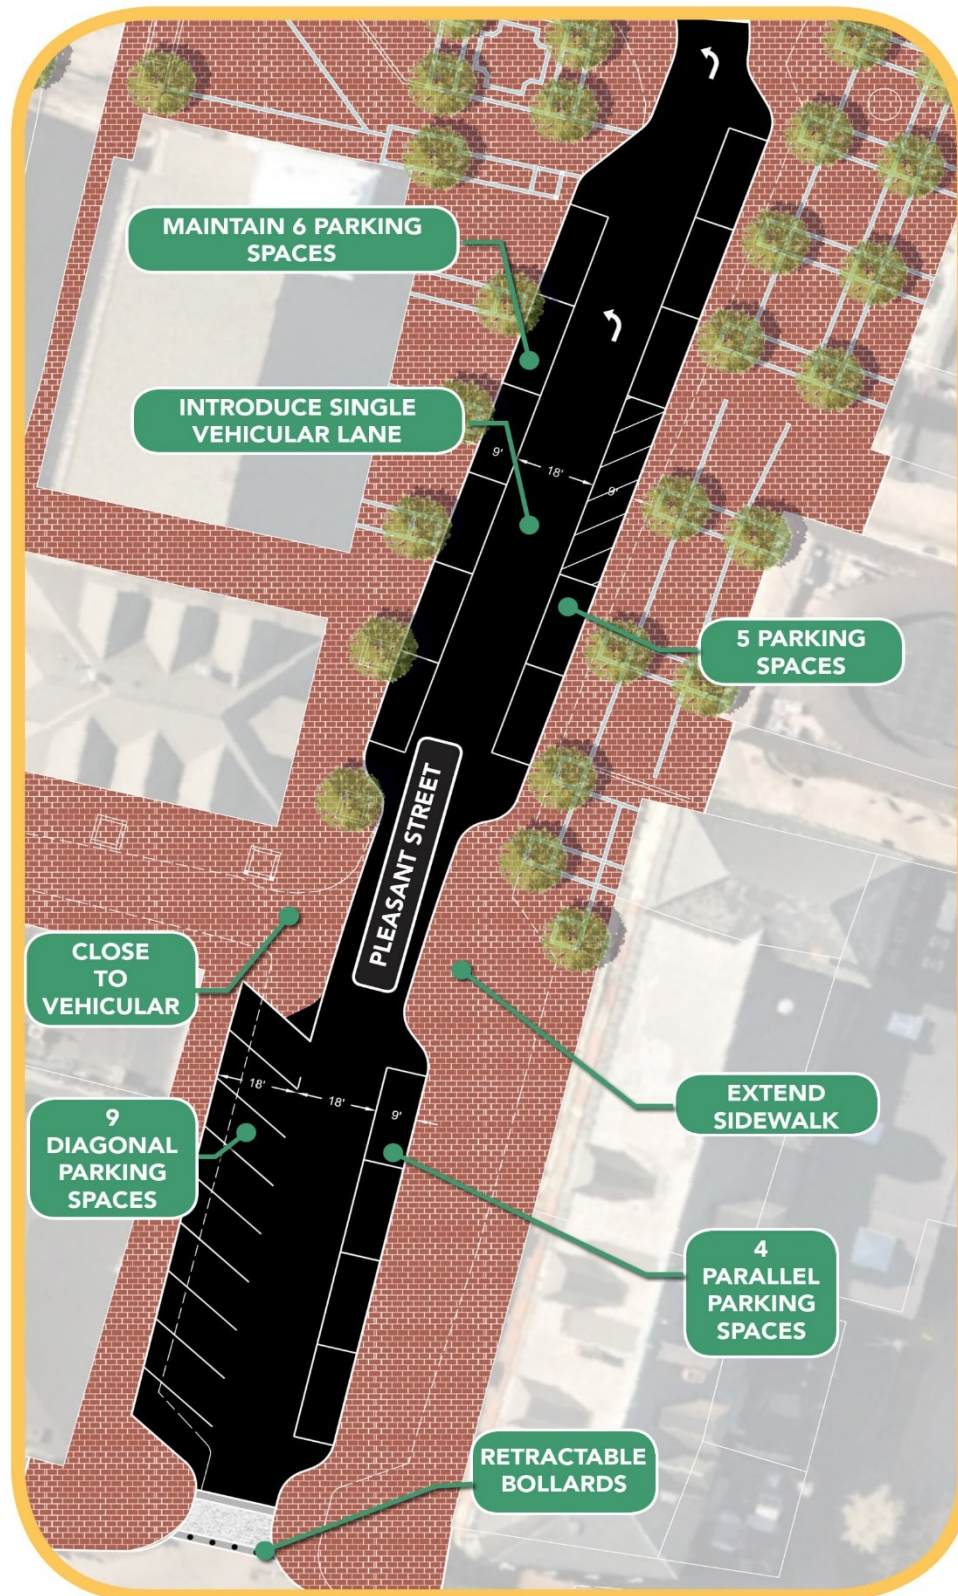 MAINTAIN 6 PARKING
SPACES
INTRODUCE SINGLE
VEHICULAR LANE
9'
18'
9'
5 PARKING
SPACES
PLEASANT STREET
CLOSE
TO
VEHICULAR
18'
18'
9'
EXTEND
SIDEWALK
9
DIAGONAL
PARKING
SPACES
4
PARALLEL
PARKING
SPACES
RETRACTABLE
BOLLARDS